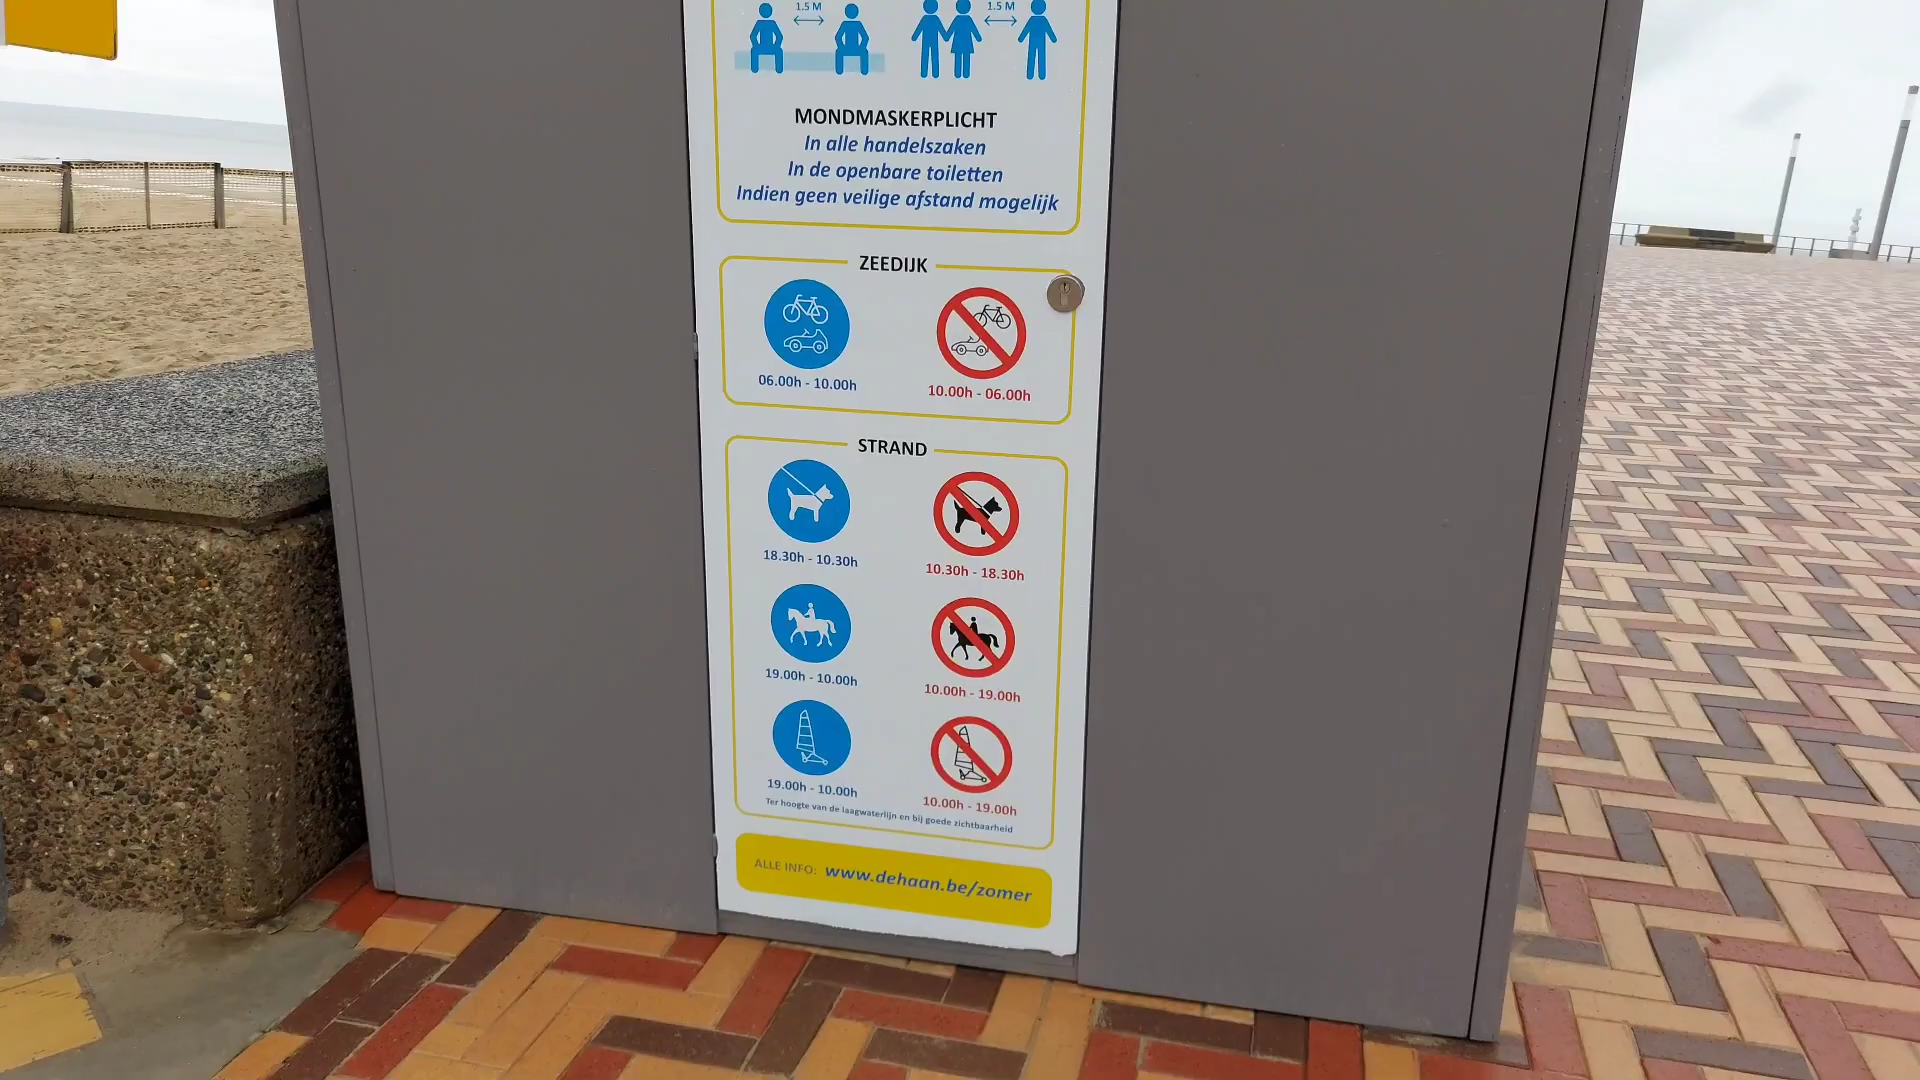 1.5 M 1.5 M
MONDMASKERPLICHT
In alle handelszaken
In de openbare toiletten
Indien geen veilige afstand mogelijk
ZEEDIJK
06.00h - 10.00h 10.00h - 06.00h
STRAND
18.30h - 10.30h 10.30h - 18.30h
19.00h - 10.00h 10.00h - 19.00h
19.00h - 10.00h 10.00h - 19.00h
Ter hoogte van de laagwaterlijn en bij goede zichtbaarheid
ALLE INFO: www.dehaan.be/zomer